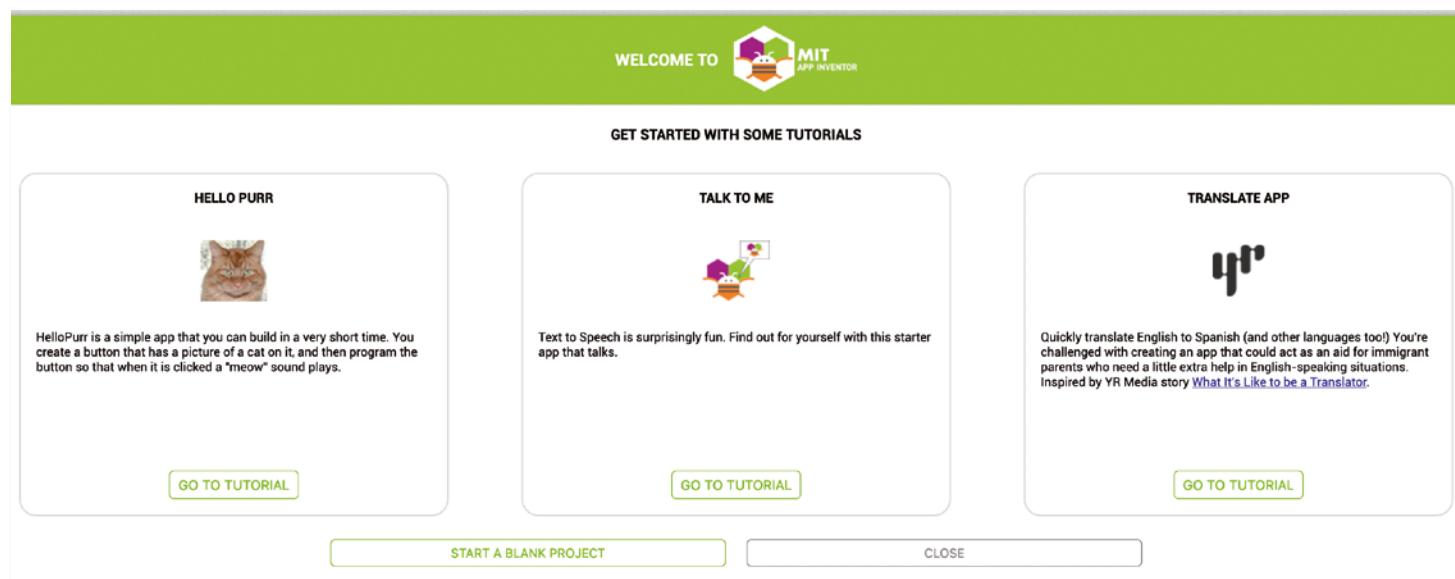 WELCOME TO
MIT
APP INVENTOR
GET STARTED WITH SOME TUTORIALS
HELLO PURR
HelloPurr is a simple app that you can build in a very short time. You
create a button that has a picture of a cat on it, and then program the
button so that when it is clicked a "meow" sound plays.
GO TO TUTORIAL
TALK TO ME
Text to Speech is surprisingly fun. Find out for yourself with this starter
app that talks.
GO TO TUTORIAL
TRANSLATE APP
yr
Quickly translate English to Spanish (and other languages too!) You're
challenged with creating an app that could act as an aid for immigrant
parents who need a little extra help in English-speaking situations.
Inspired by YR Media story What It's Like to be a Translator.
GO TO TUTORIAL
START A BLANK PROJECT
CLOSE